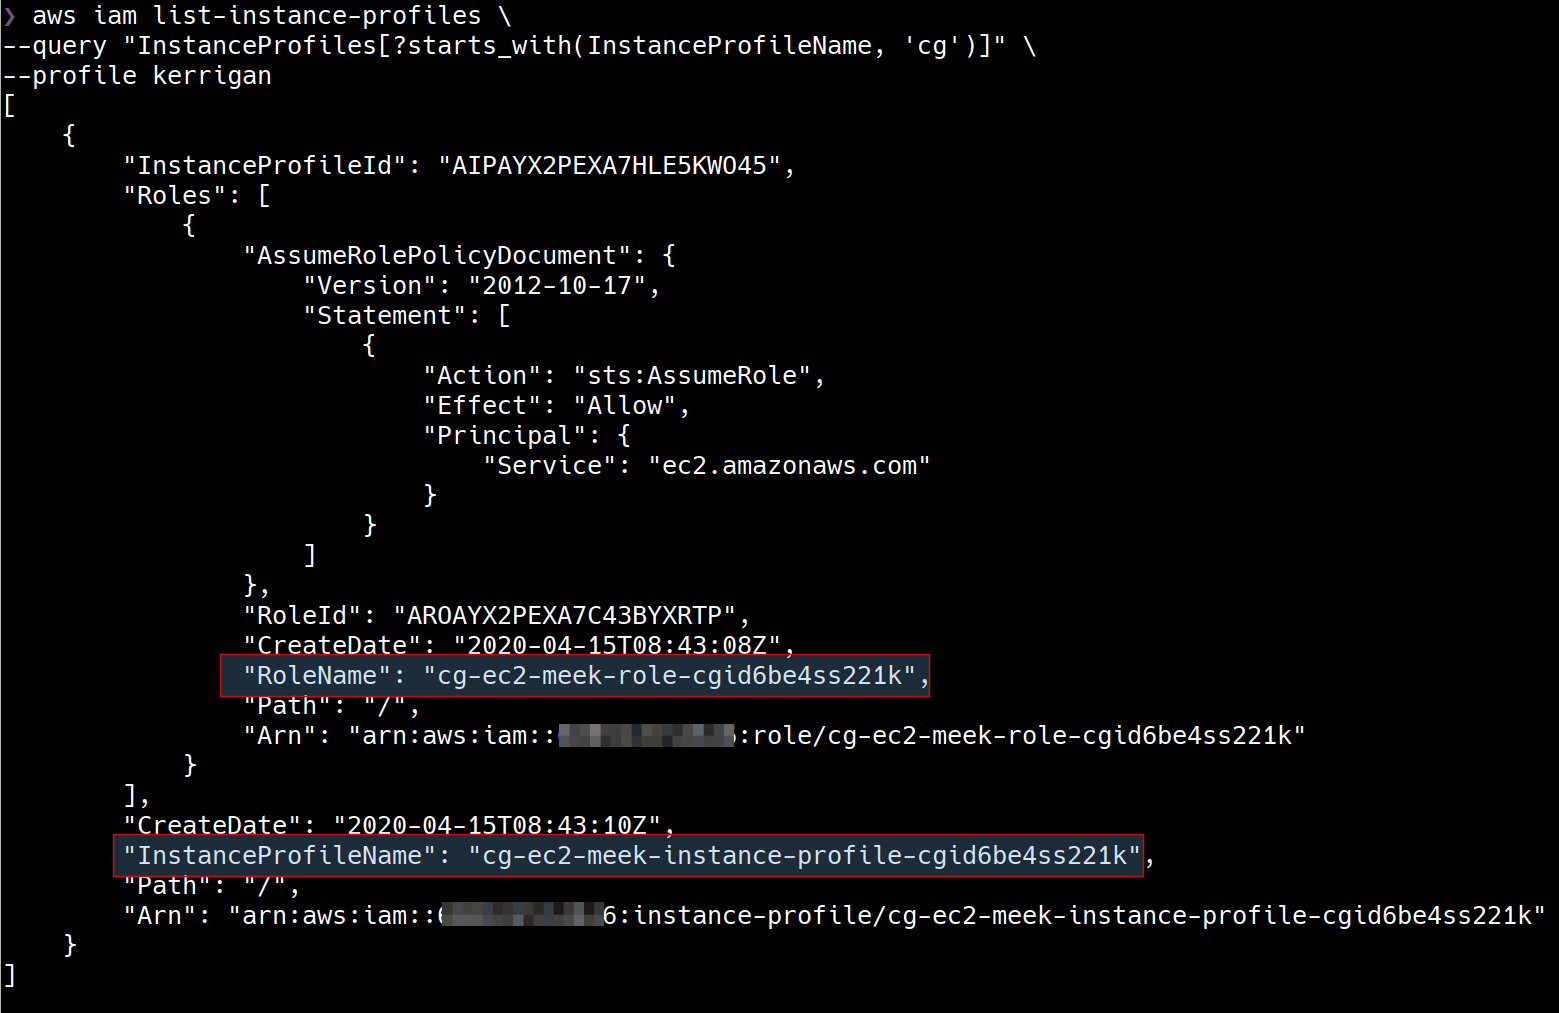 ❯ aws iam list-instance-profiles \
--query "InstanceProfiles[?starts_with(InstanceProfileName, 'cg')]" \
--profile kerrigan
[
    {
        "InstanceProfileId": "AIPAYX2PEXA7HLE5KWO45",
        "Roles": [
            {
                "AssumeRolePolicyDocument": {
                    "Version": "2012-10-17",
                    "Statement": [
                        {
                            "Action": "sts:AssumeRole",
                            "Effect": "Allow",
                            "Principal": {
                                "Service": "ec2.amazonaws.com"
                            }
                        }
                    ]
                },
                "RoleId": "AROAYX2PEXA7C43BYXRTP",
                "CreateDate": "2020-04-15T08:43:08Z",
                "RoleName": "cg-ec2-meek-role-cgid6be4ss221k",
                "Path": "/",
                "Arn": "arn:aws:iam:::role/cg-ec2-meek-role-cgid6be4ss221k"
            }
        ],
        "CreateDate": "2020-04-15T08:43:10Z",
        "InstanceProfileName": "cg-ec2-meek-instance-profile-cgid6be4ss221k",
        "Path": "/",
        "Arn": "arn:aws:iam::6:instance-profile/cg-ec2-meek-instance-profile-cgid6be4ss221k"
    }
]